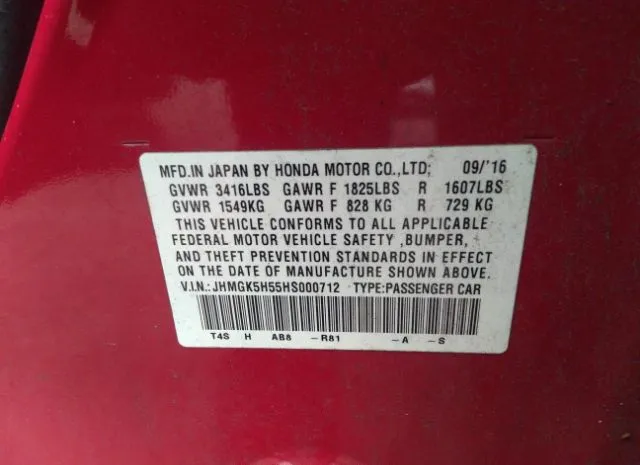 MFD.IN JAPAN BY HONDA MOTOR CO.,LTD; 09/'16
GVWR 3416LBS GAWR F 1825LBS R 1607LBS
GVWR 1549KG GAWR F 828 KG R 729 KG
THIS VEHICLE CONFORMS TO ALL APPLICABLE
FEDERAL MOTOR VEHICLE SAFETY ,BUMPER,
AND THEFT PREVENTION STANDARDS IN EFFECT
ON THE DATE OF MANUFACTURE SHOWN ABOVE.
V.I.N.:JHMGK5H55HS000712 TYPE:PASSENGER CAR
T4S H AB8 -R81 -A -S